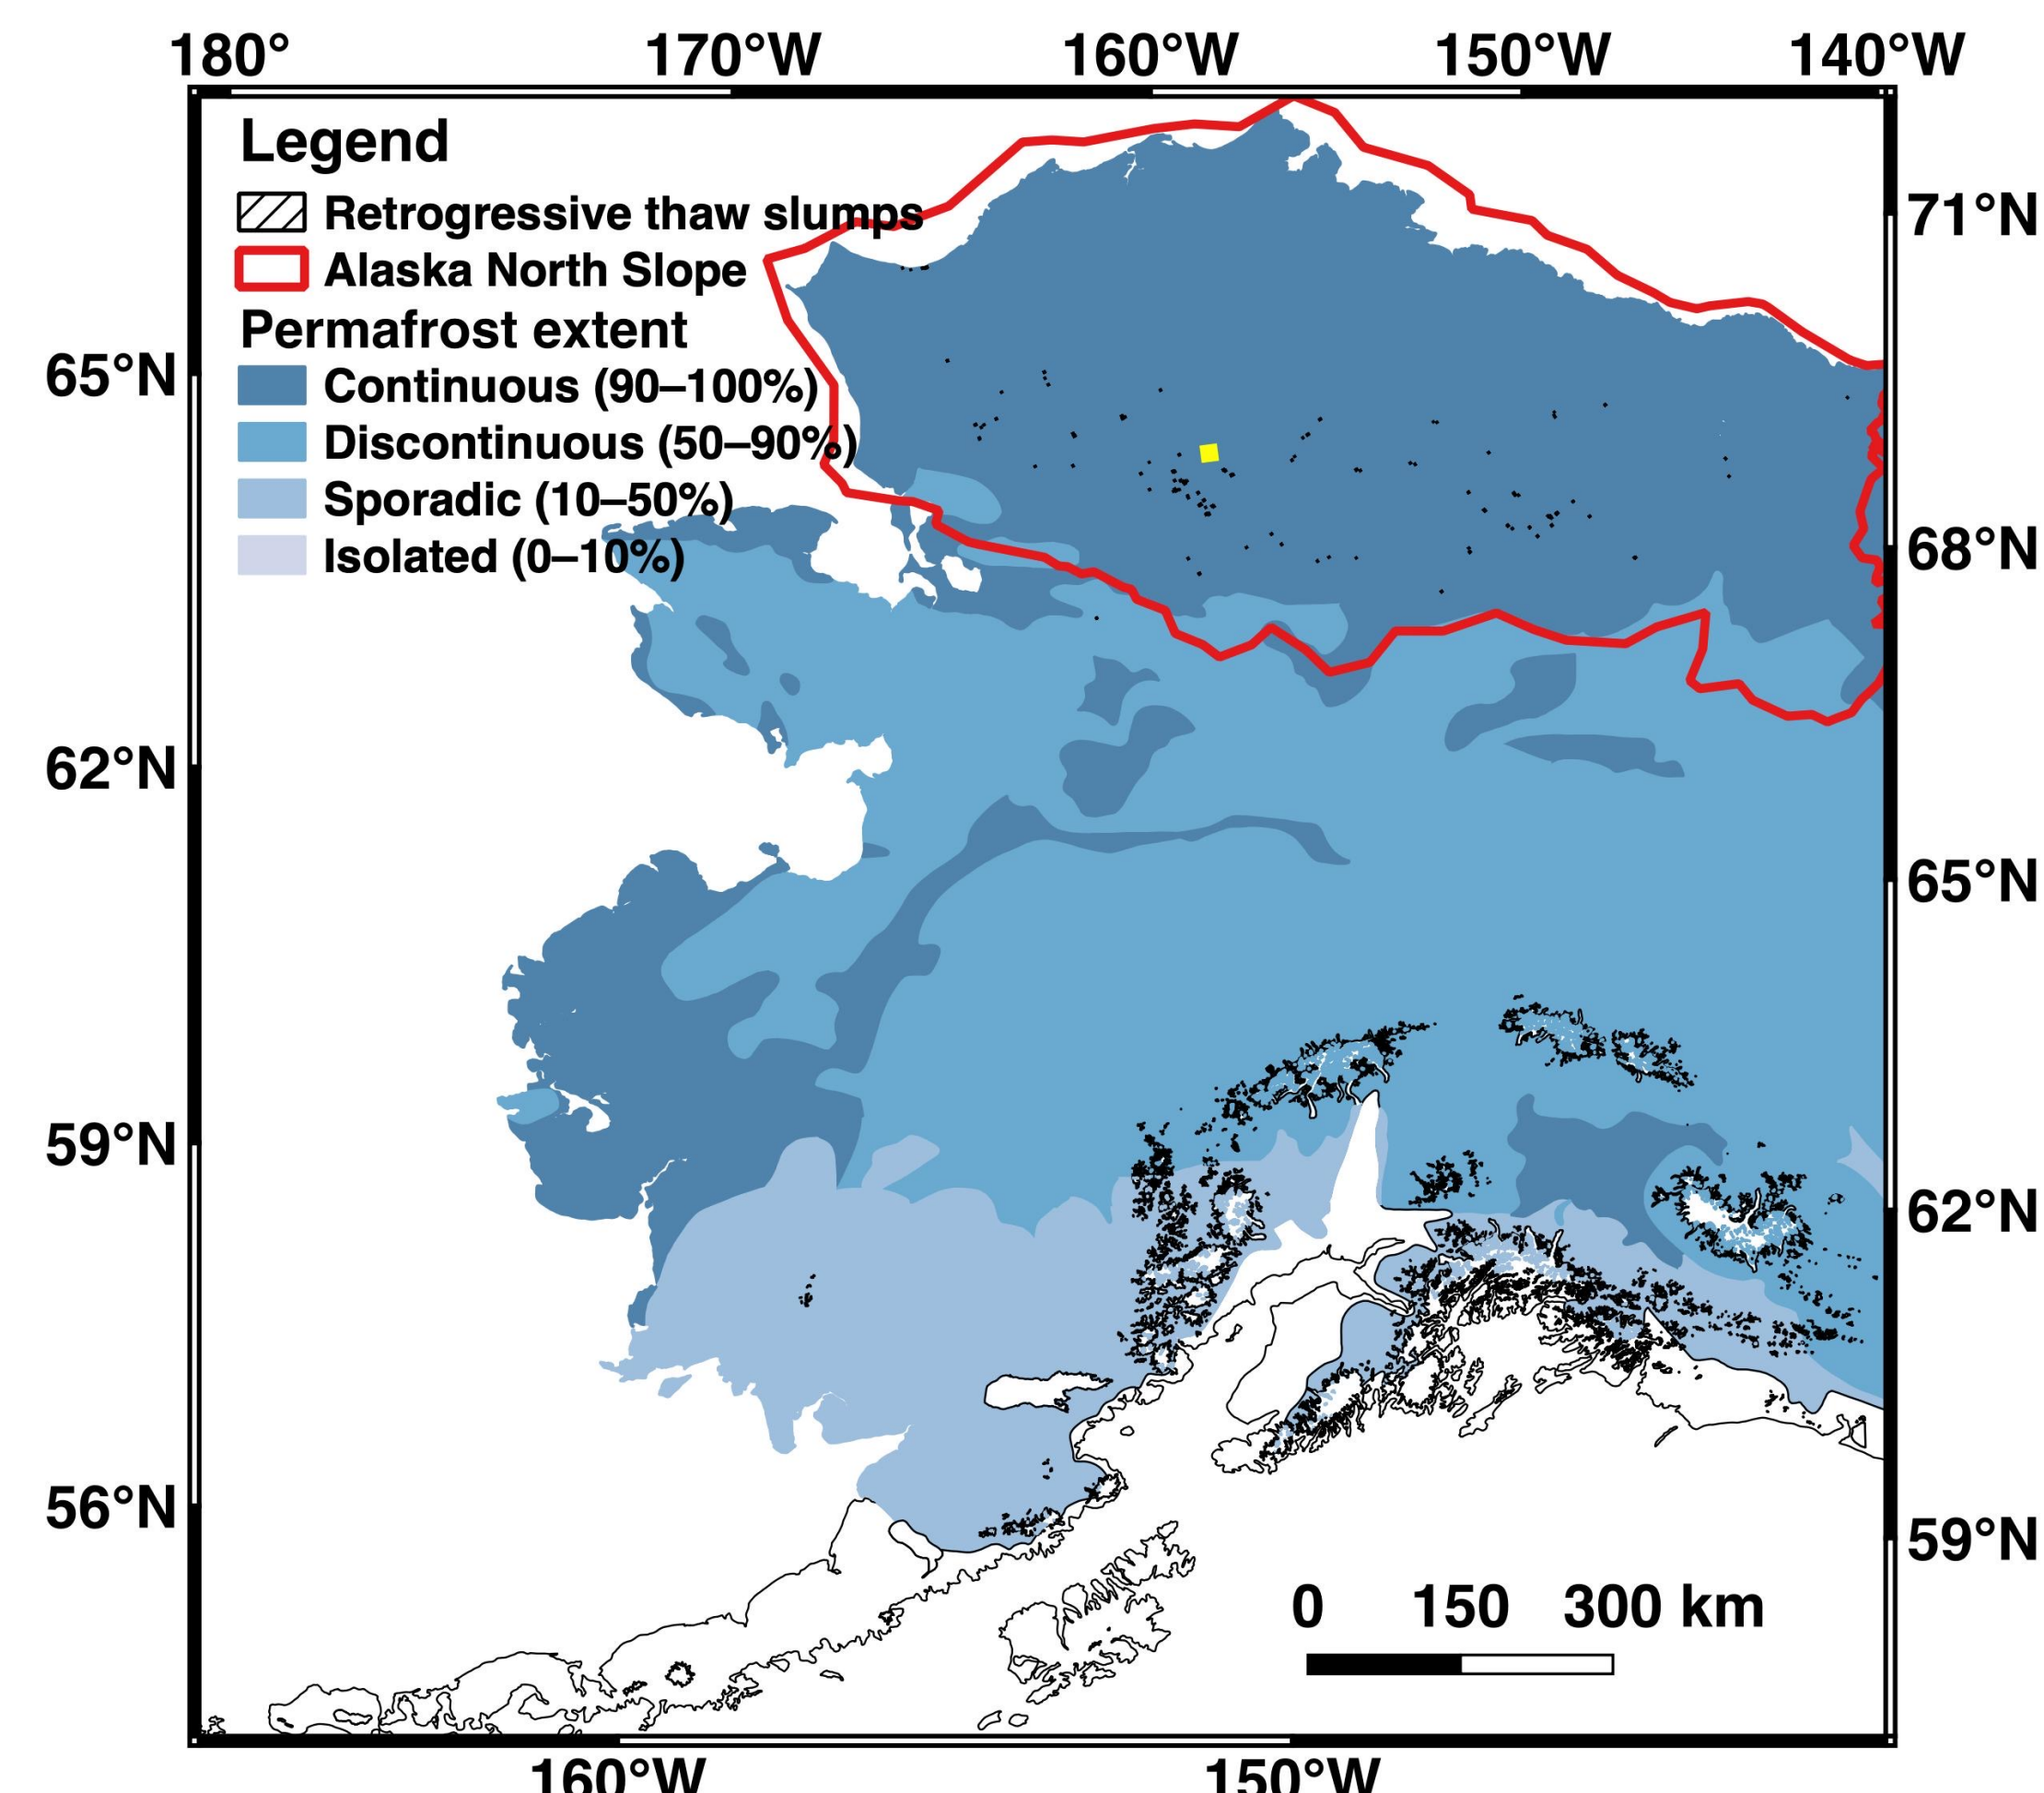 180° 170°W 160°W 150°W 140°W
Legend
Retrogressive thaw slumps
Alaska North Slope
Permafrost extent
Continuous (90–100%)
Discontinuous (50–90%)
Sporadic (10–50%)
Isolated (0–10%)
65°N
62°N
59°N
56°N
71°N
68°N
65°N
62°N
59°N
0 150 300 km
160°W 150°W